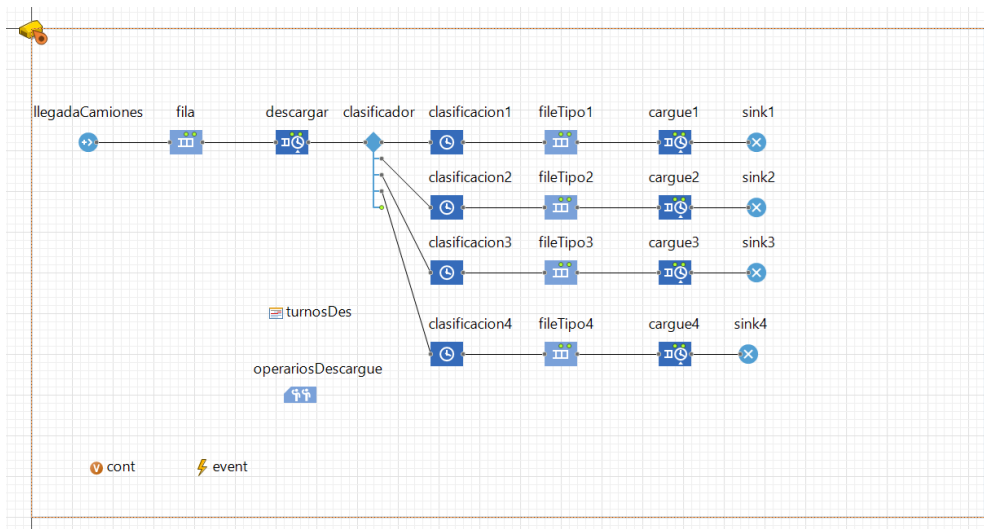 llegadaCamiones fila descargar clasificador clasificacion1 fileTipo1 cargue1 sink1
clasificacion2 fileTipo2 cargue2 sink2
clasificacion3 fileTipo3 cargue3 sink3
turnosDes
clasificacion4 fileTipo4 cargue4 sink4
operariosDescargue
V cont event